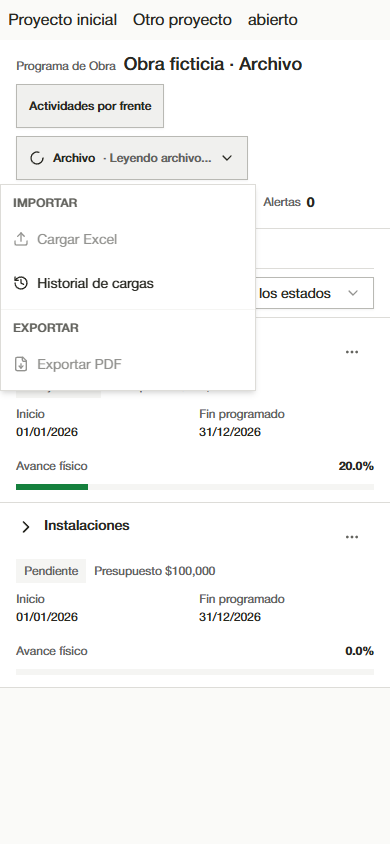 Proyecto inicial Otro proyecto abierto
Programa de Obra Obra ficticia · Archivo
Actividades por frente
Archivo · Leyendo archivo...
IMPORTAR
Alertas 0
Cargar Excel
Historial de cargas
los estados
EXPORTAR
Exportar PDF
Inicio Fin programado
01/01/2026 31/12/2026
Avance físico 20.0%
Instalaciones
Pendiente Presupuesto $100,000
Inicio Fin programado
01/01/2026 31/12/2026
Avance físico 0.0%